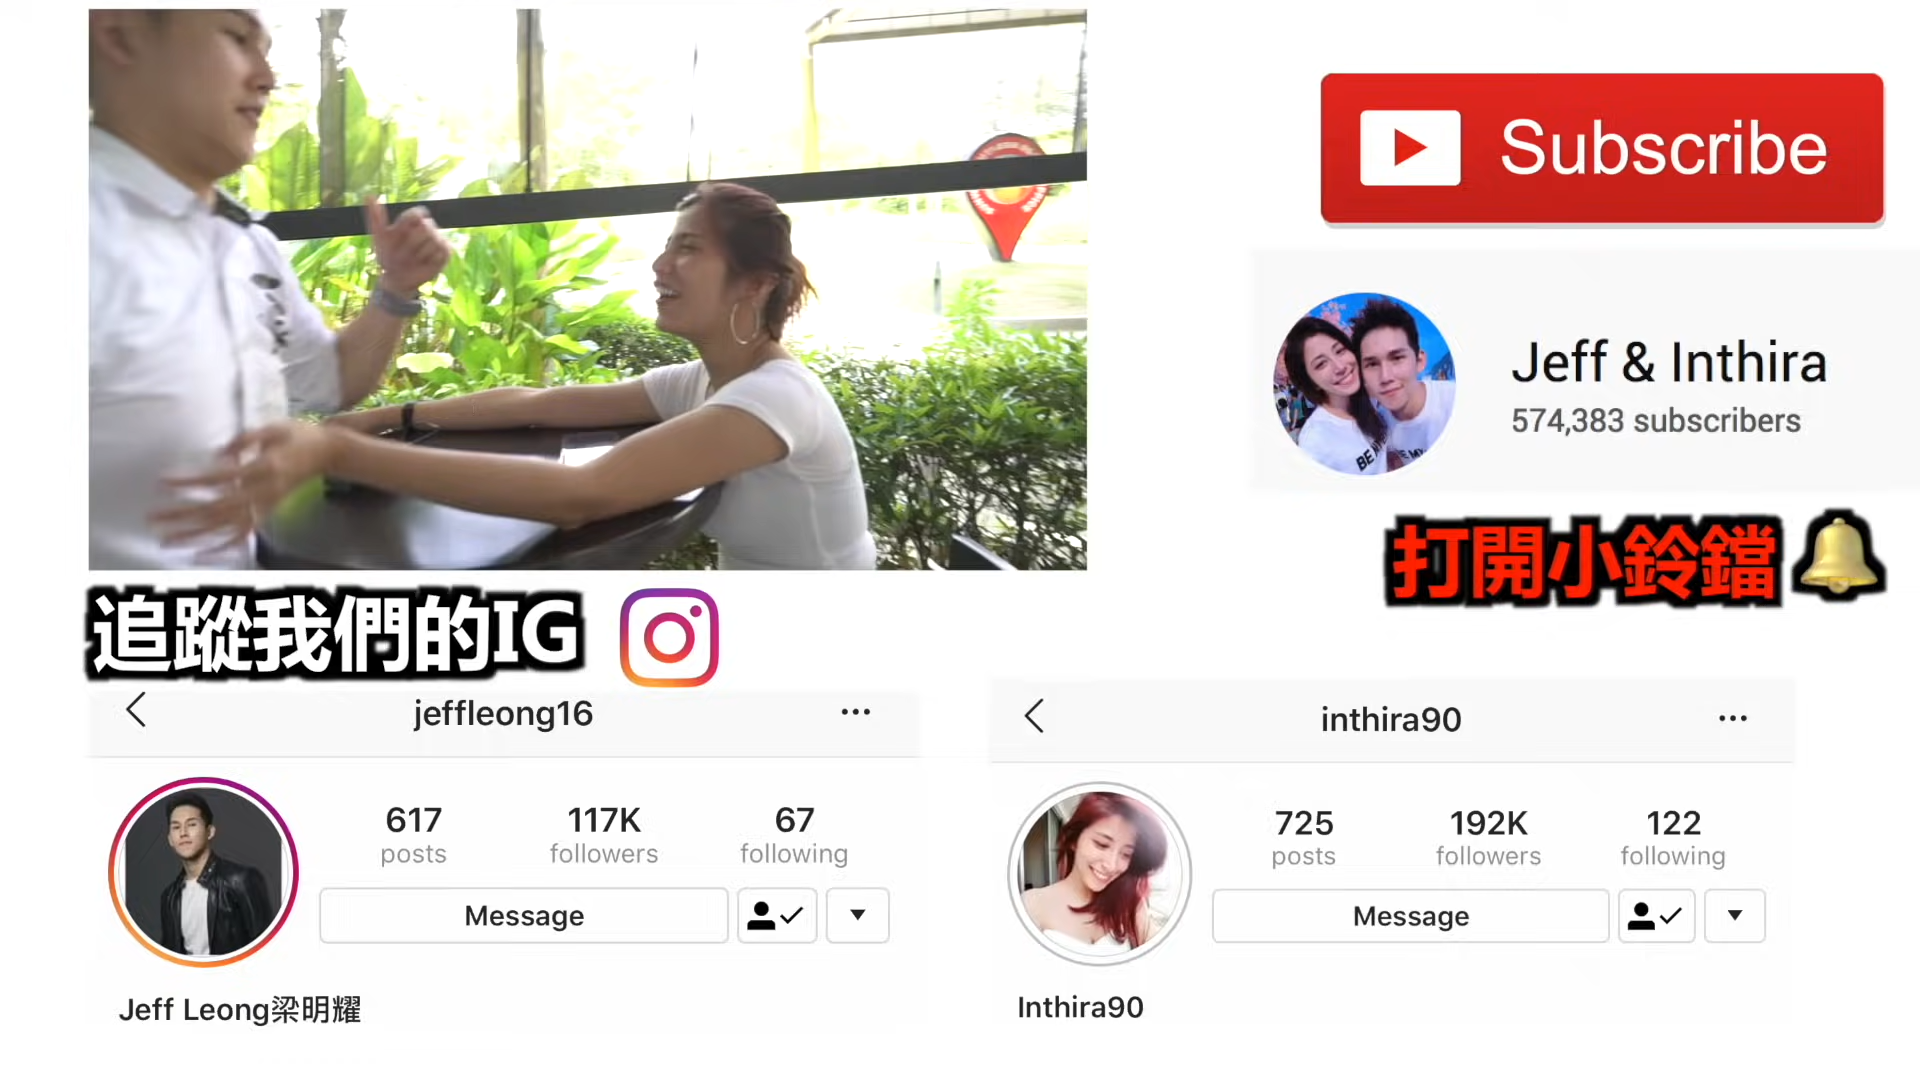 Subscribe
Jeff & Inthira
574,383 subscribers
打開小鈴鐺
追蹤我們的IG
jeffleong16
617
117K
67
posts
followers
following
Message
Jeff Leong梁明耀
inthira90
725
192K
122
posts
followers
following
Message
Inthira90